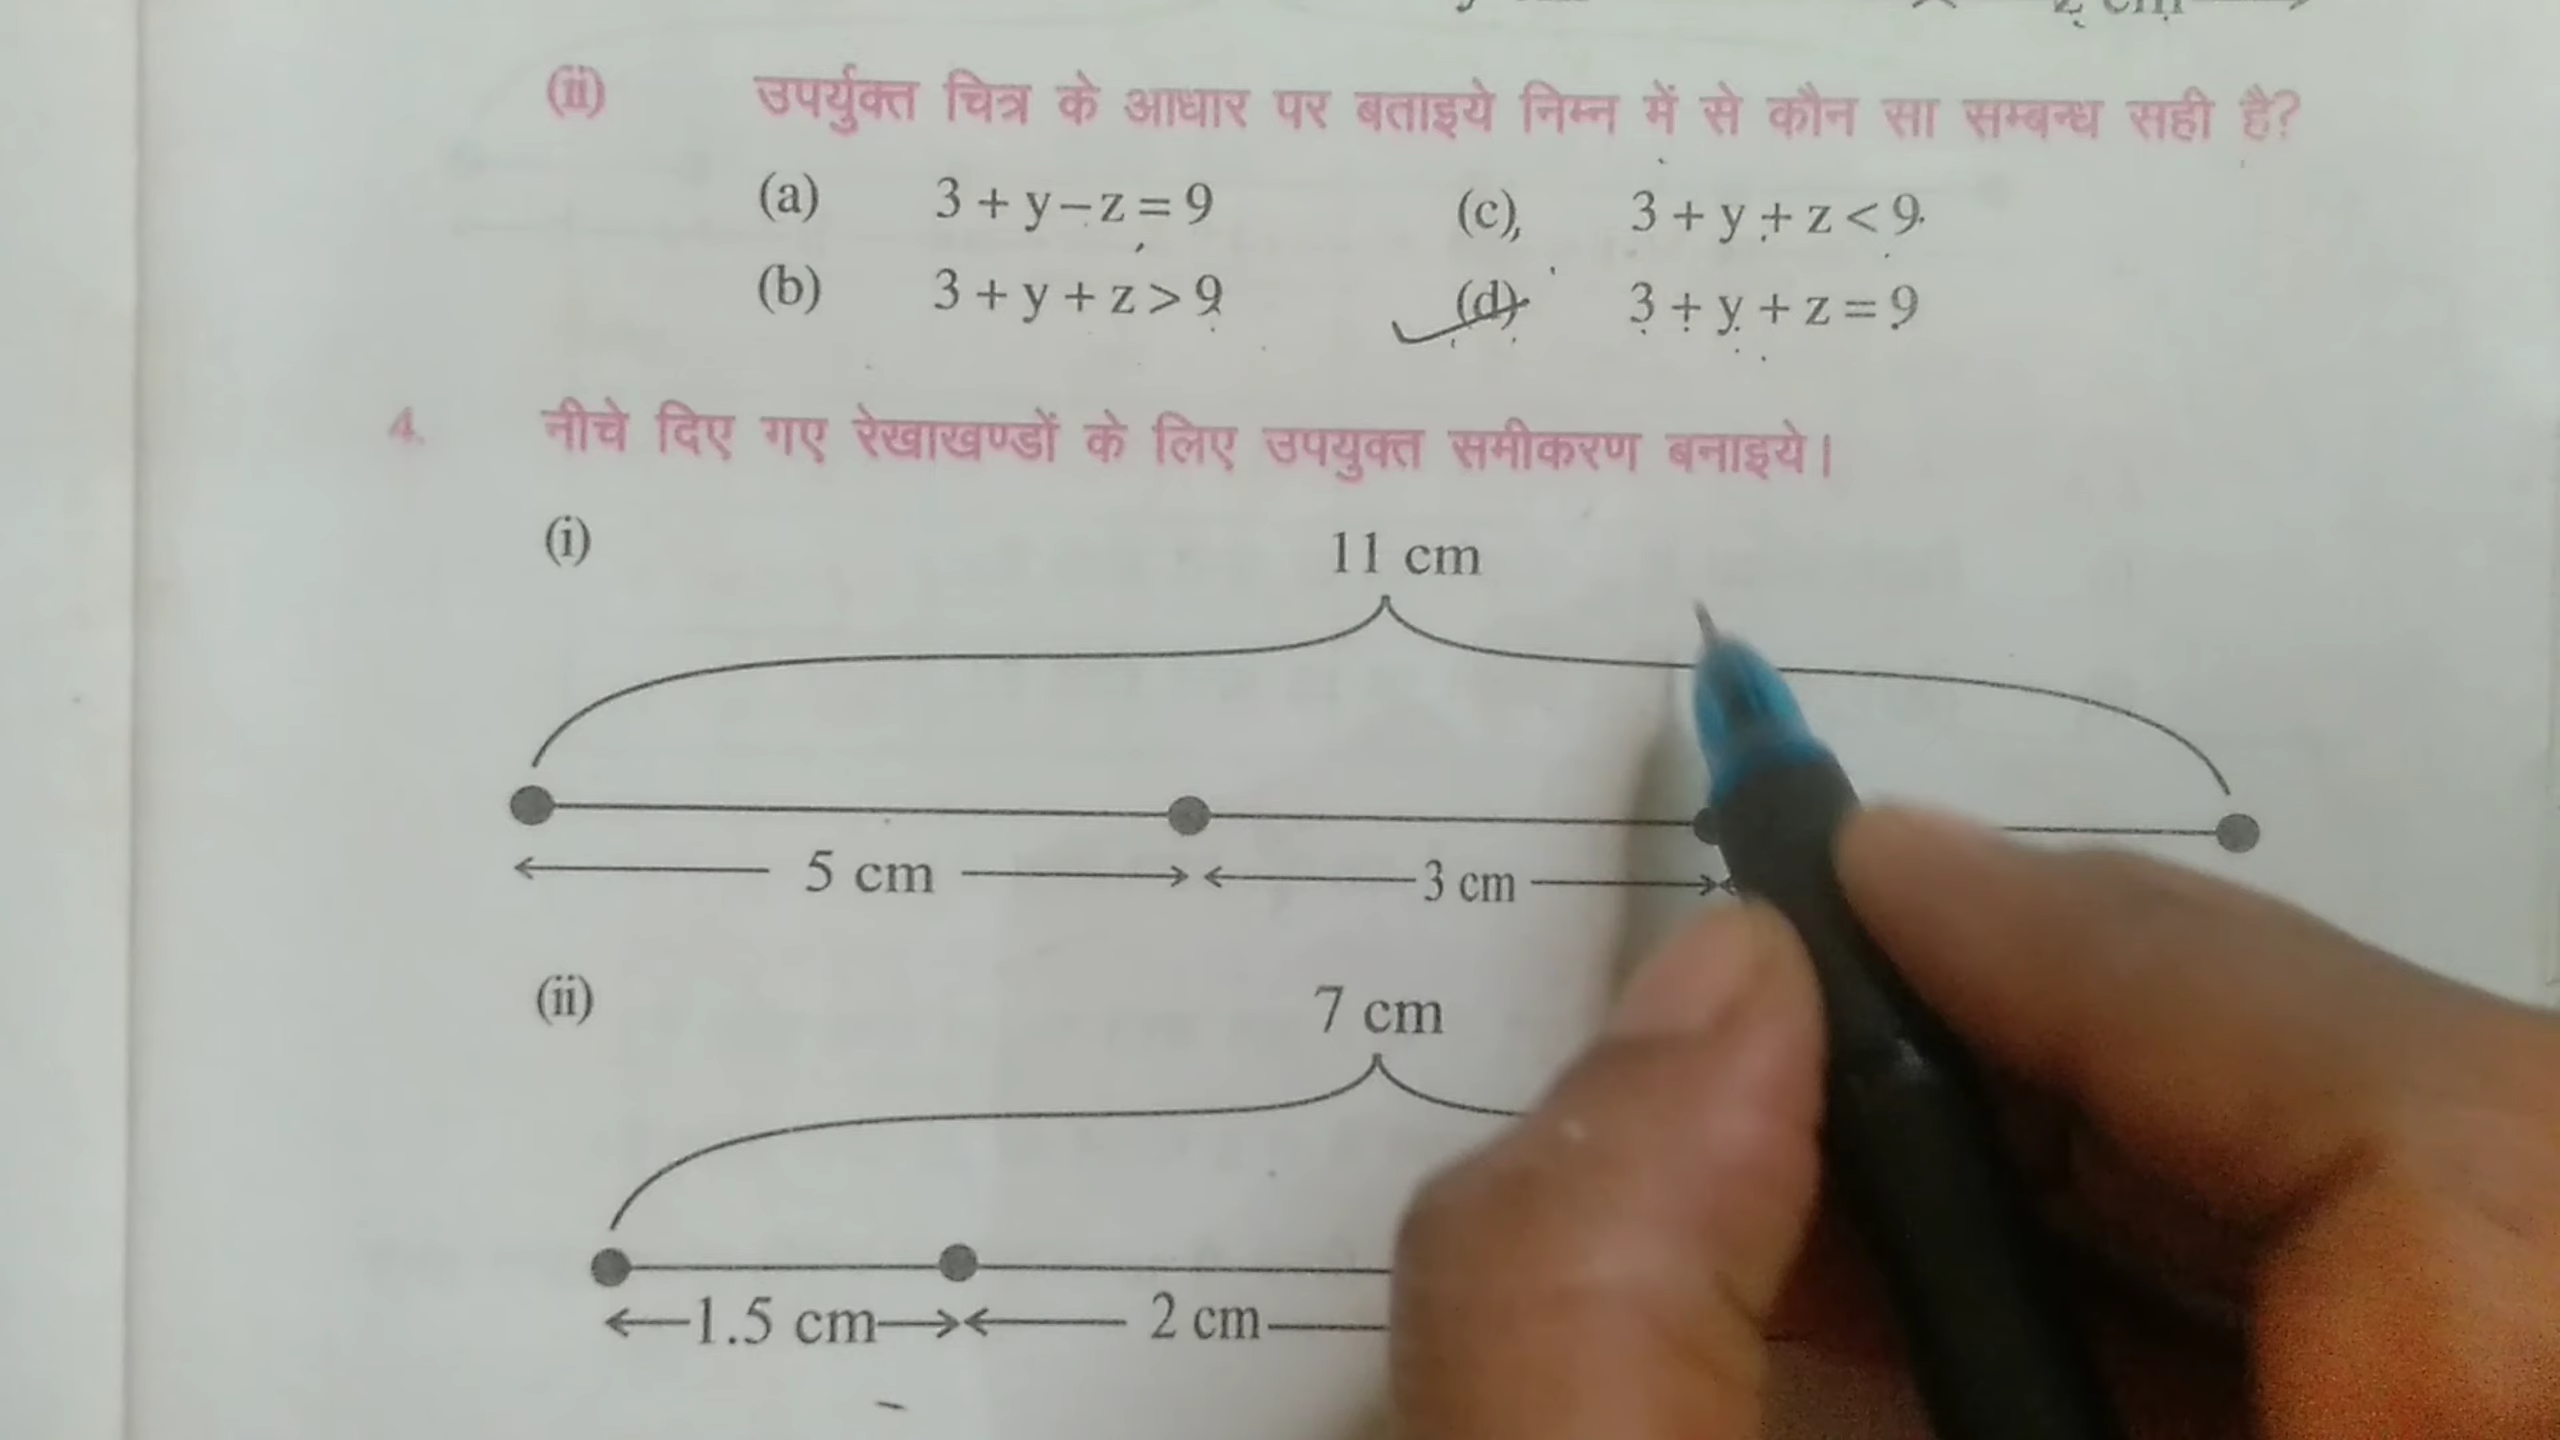 z cm
(ii) उपर्युक्त चित्र के आधार पर बताइये निम्न में से कौन सा सम्बन्ध सही है?
(a) 3 + y – z = 9 (c) 3 + y + z < 9
(b) 3 + y + z > 9 (d) 3 + y + z = 9
4. नीचे दिए गए रेखाखण्डों के लिए उपयुक्त समीकरण बनाइये।
(i) 11 cm
5 cm 3 cm
(ii) 7 cm
1.5 cm 2 cm